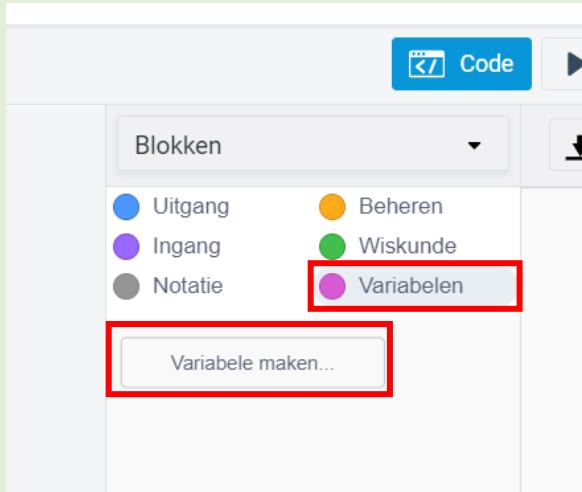 Code
Blokken
Uitgang Beheren
Ingang Wiskunde
Notatie Variabelen
Variabele maken...